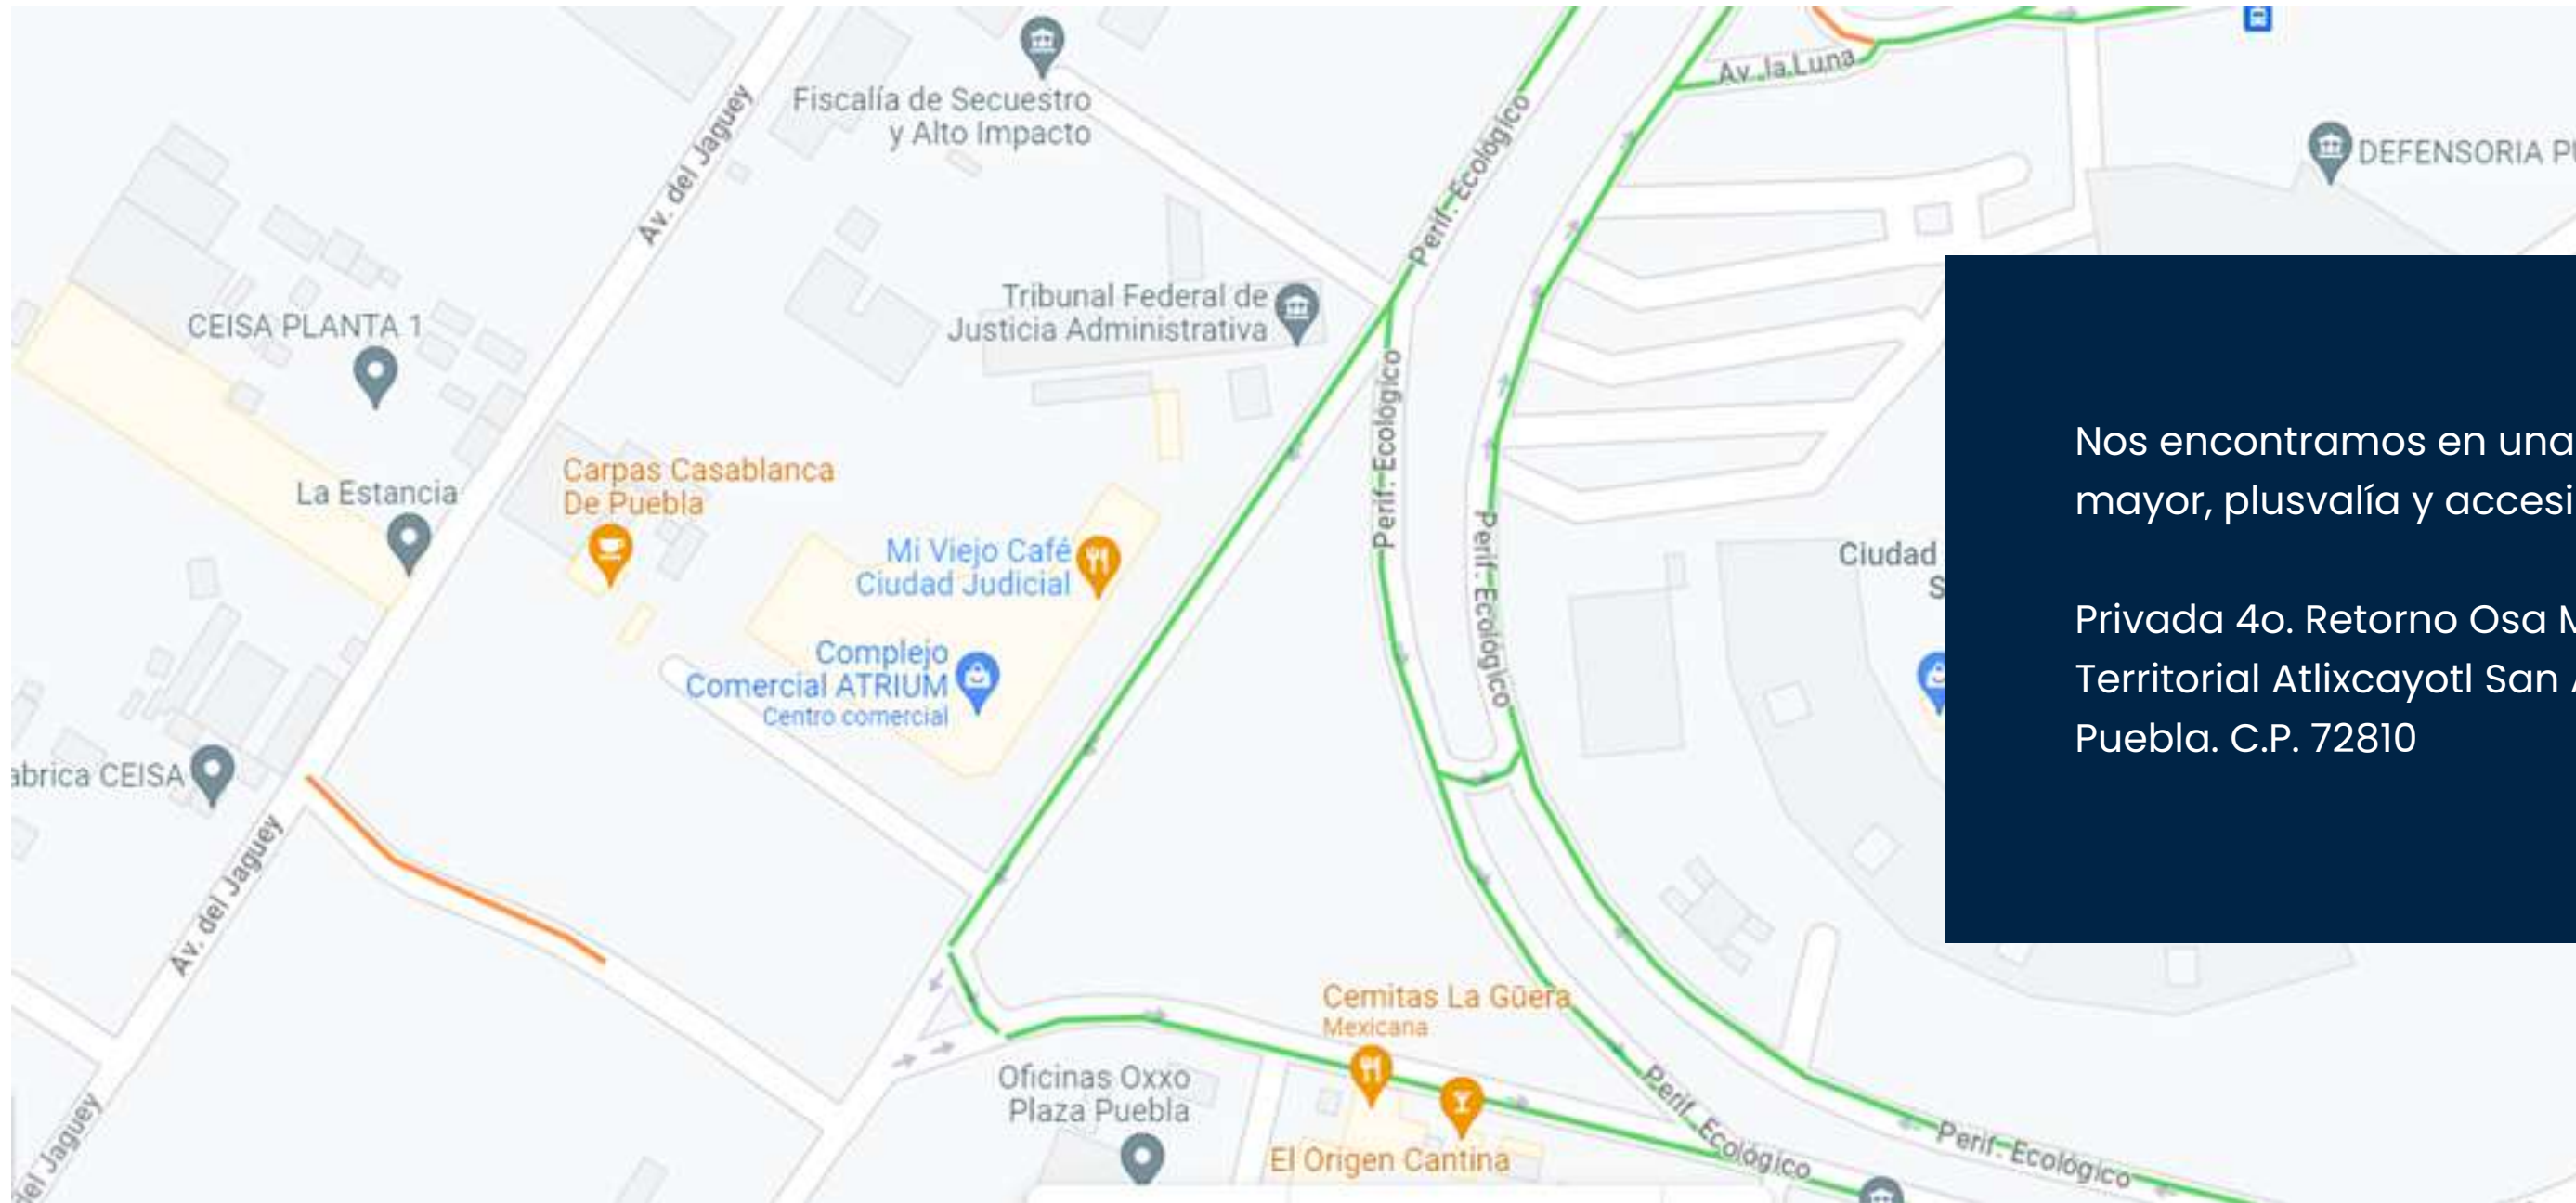 Av. la Luna
Fiscalía de Secuestro
y Alto Impacto
Av. del Jaguey
Perif. Ecológico
DEFENSORIA
Tribunal Federal de
Justicia Administrativa
CEISA PLANTA 1
Perif. Ecológico
Nos encontramos en una
mayor, plusvalía y
Carpas Casablanca
De Puebla
La Estancia
Mi Viejo Café
Ciudad Judicial
Perif. Ecológico
Ciudad
Privada 4o. Retorno Osa
Territorial Atlixcayotl San
Puebla. C.P. 72810
Complejo
Comercial ATRIUM
Centro comercial
CEISA
Av. del Jaguey
Cemitas La Güera
Mexicana
Oficinas Oxxo
Plaza Puebla
El Origen Cantina
Perif. Ecológico
Perif. Ecológico
del Jaguey